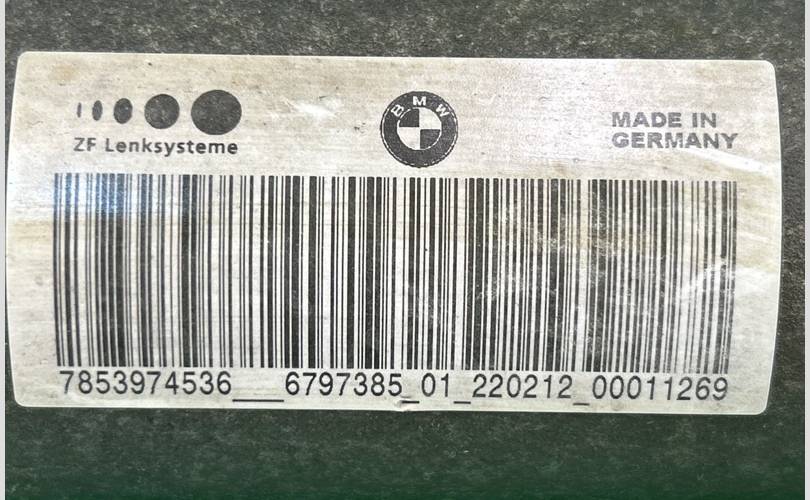 ZF Lenksysteme
BMW
MADE IN
GERMANY
7853974536___6797385_01_220212_00011269